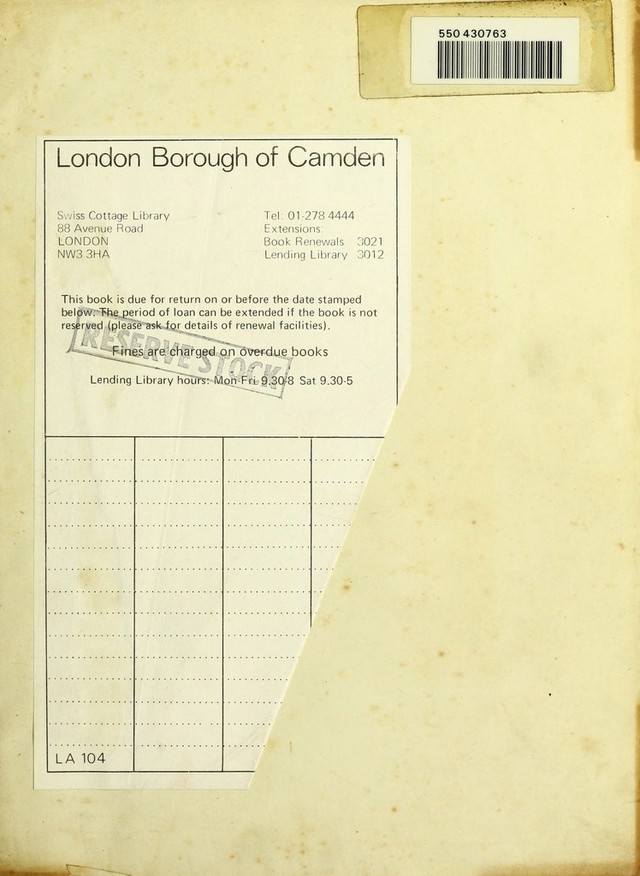 550 430763
London Borough of Camden
Swiss Cottage Library
88 Avenue Road
LONDON
NW3 3HA
Tel: 01-278 4444
Extensions:
Book Renewals 3021
Lending Library 3012
This book is due for return on or before the date stamped
below. The period of loan can be extended if the book is not
reserved (please ask for details of renewal facilities).
RESERVE STOCK
Fines are charged on overdue books
Lending Library hours: Mon-Fri 9.30-8 Sat 9.30-5
LA 104